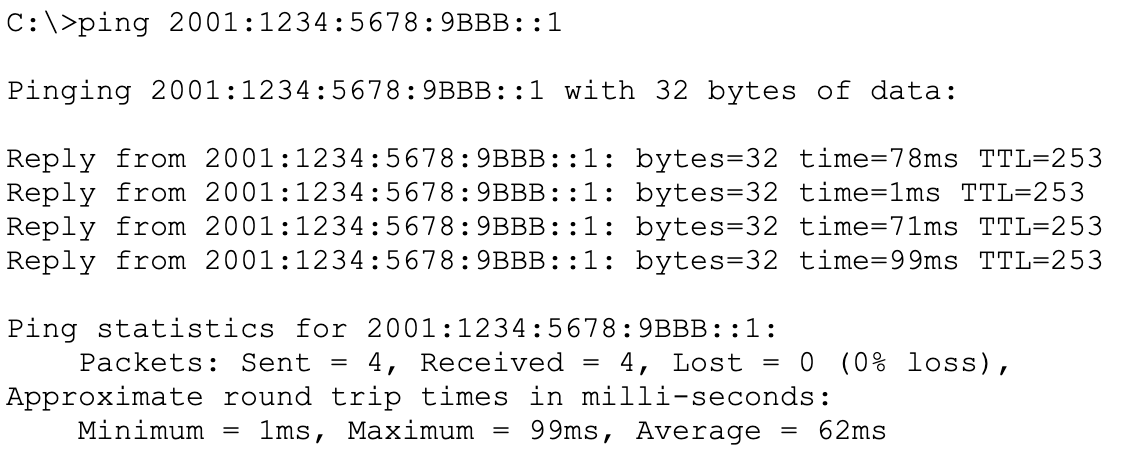 C:\>ping 2001:1234:5678:9BBB::1
Pinging 2001:1234:5678:9BBB::1 with 32 bytes of data:
Reply from 2001:1234:5678:9BBB::1: bytes=32 time=78ms TTL=253
Reply from 2001:1234:5678:9BBB::1: bytes=32 time=1ms TTL=253
Reply from 2001:1234:5678:9BBB::1: bytes=32 time=71ms TTL=253
Reply from 2001:1234:5678:9BBB::1: bytes=32 time=99ms TTL=253
Ping statistics for 2001:1234:5678:9BBB::1:
    Packets: Sent = 4, Received = 4, Lost = 0 (0% loss),
Approximate round trip times in milli-seconds:
    Minimum = 1ms, Maximum = 99ms, Average = 62ms